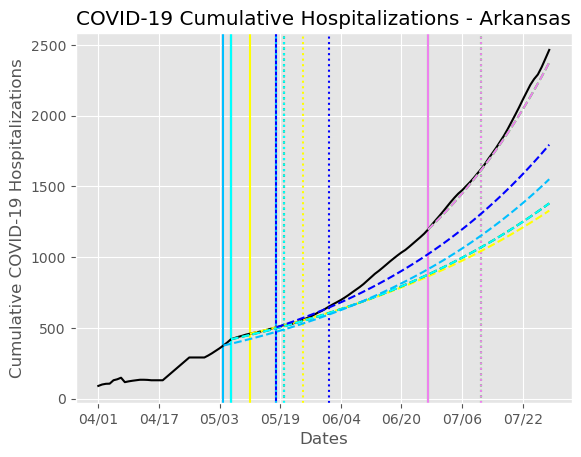 COVID-19 Cumulative Hospitalizations - Arkansas
Cumulative COVID-19 Hospitalizations
2500
2000
1500
1000
500
0
04/01 04/17 05/03 05/19 06/04 06/20 07/06 07/22
Dates